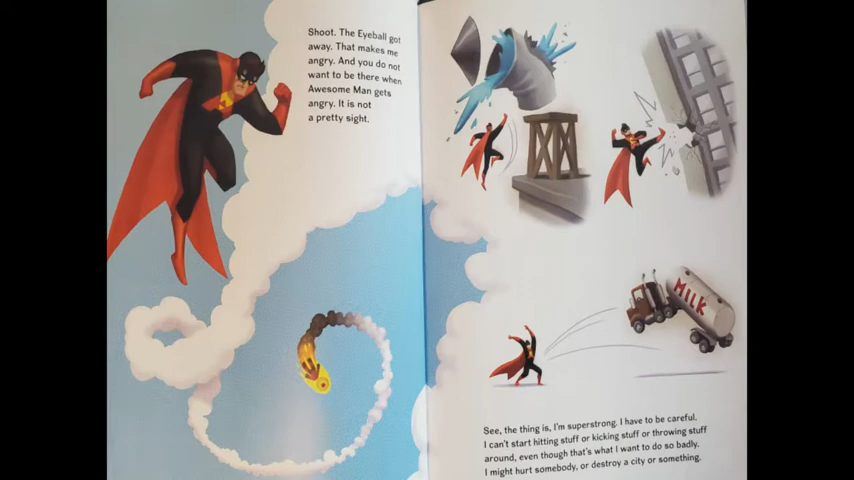 Shoot. The Eyeball got
away. That makes me
angry. And you do not
want to be there when
Awesome Man gets
angry. It is not
a pretty sight.
MILK
See, the thing is, I'm superstrong. I have to be careful.
I can't start hitting stuff or kicking stuff or throwing stuff
around, even though that's what I want to do so badly.
I might hurt somebody, or destroy a city or something.